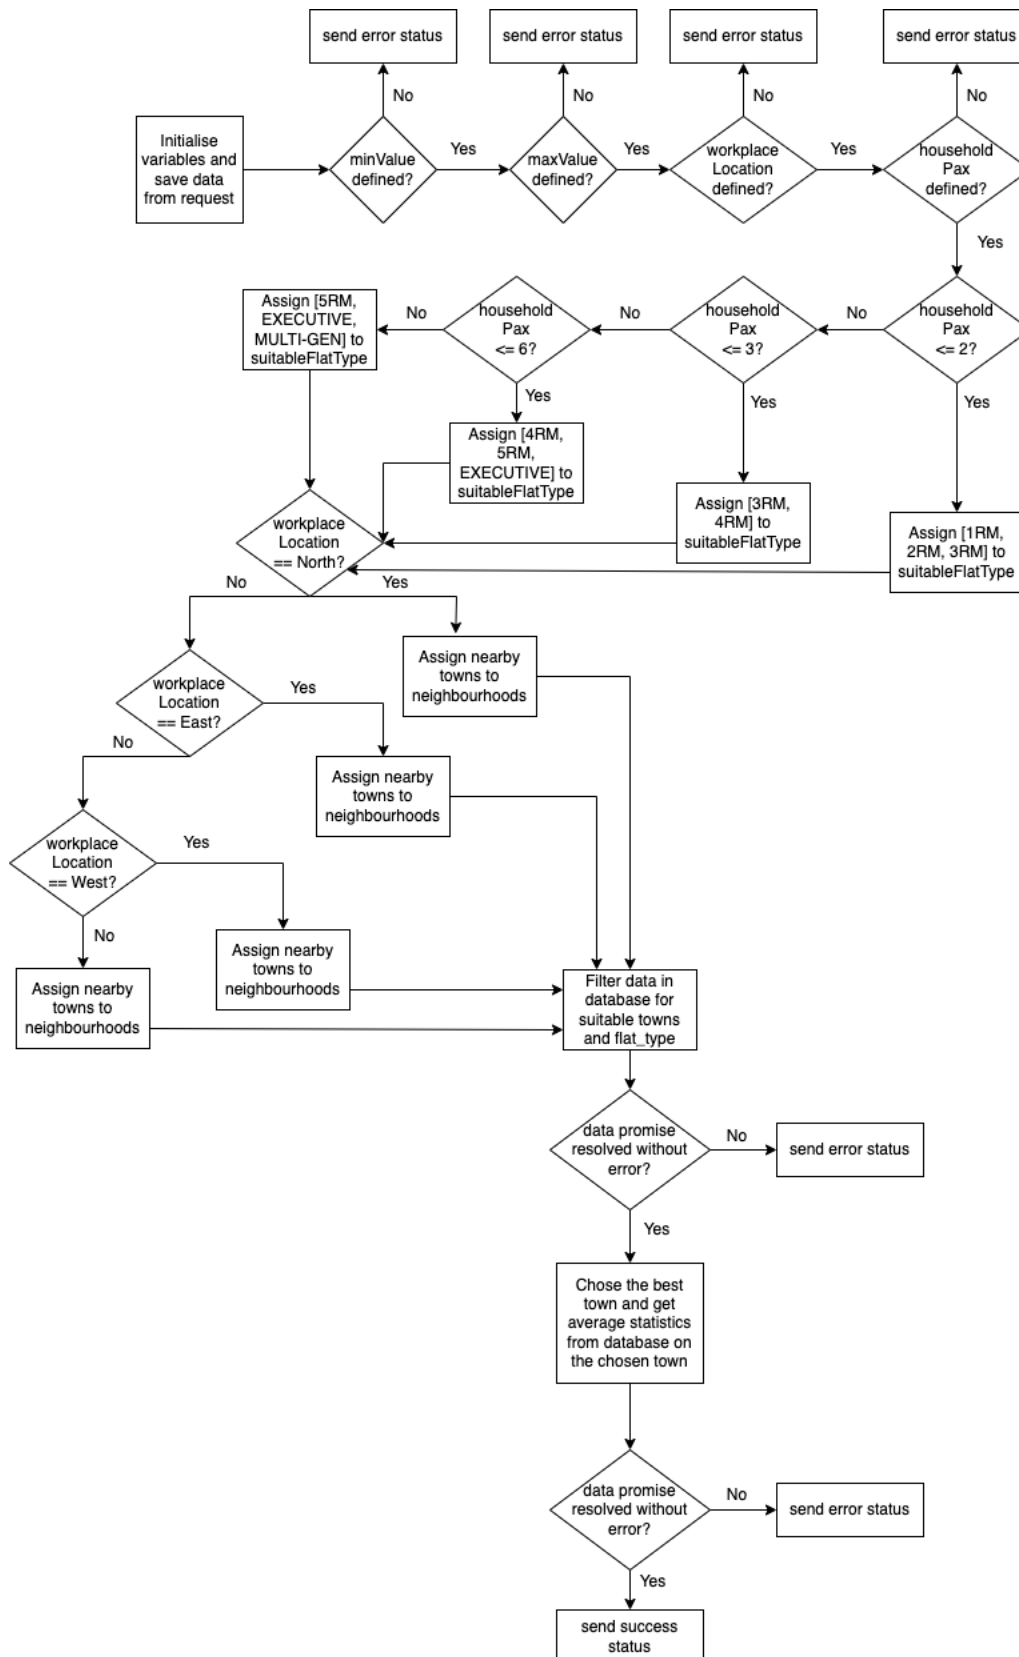 send error status
send error status
send error status
send error status
No
No
No
No
Initialise
variables and
save data
from request
minValue
defined?
Yes
maxValue
defined?
Yes
workplace
Location
defined?
Yes
household
Pax
defined?
Yes
Assign [5RM,
EXECUTIVE,
MULTI-GEN] to
suitableFlatType
No
household
Pax
<= 6?
No
household
Pax
<= 3?
No
household
Pax
<= 2?
Yes
Yes
Yes
Assign [4RM,
5RM,
EXECUTIVE] to
suitableFlatType
Assign [3RM,
4RM] to
suitableFlatType
Assign [1RM,
2RM, 3RM] to
suitableFlatType
workplace
Location
== North?
No
Yes
Assign nearby
towns to
neighbourhoods
workplace
Location
== East?
Yes
No
Assign nearby
towns to
neighbourhoods
workplace
Location
== West?
Yes
No
Assign nearby
towns to
neighbourhoods
Assign nearby
towns to
neighbourhoods
Filter data in
database for
suitable towns
and flat_type
data promise
resolved without
error?
No
send error status
Yes
Chose the best
town and get
average statistics
from database on
the chosen town
data promise
resolved without
error?
No
send error status
Yes
send success
status